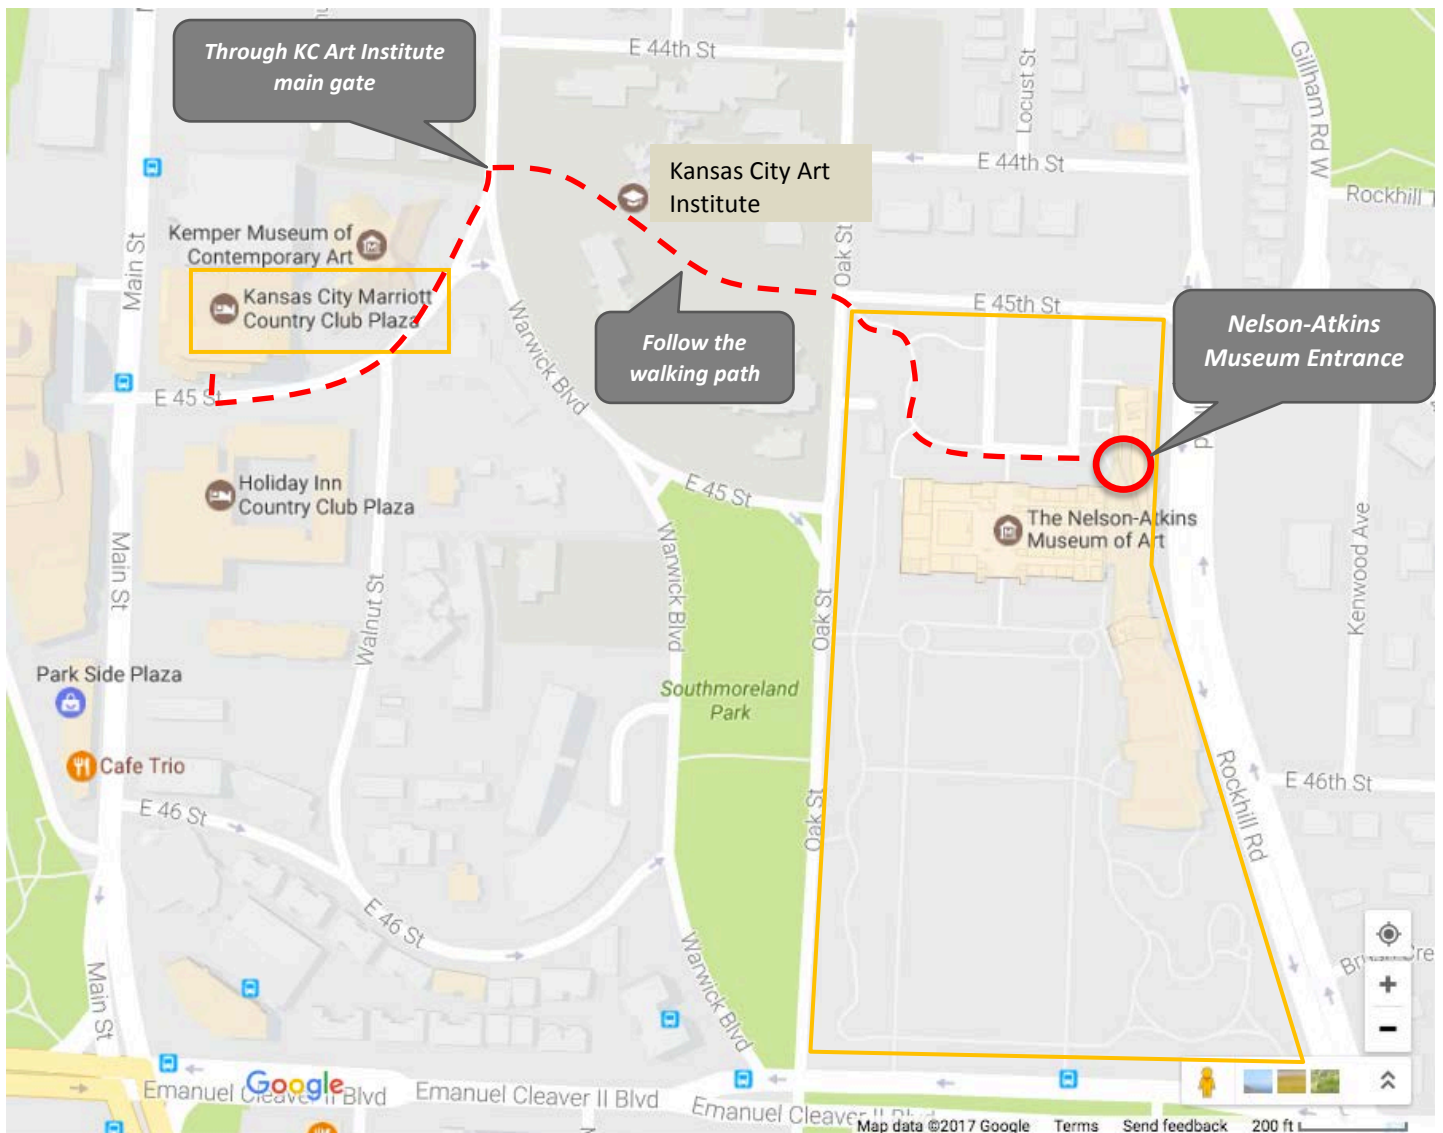 Through KC Art Institute
main gate
E 44th St
Locust St
Gillham Rd W
E 44th St
Kansas City Art
Institute
Rockhill
Main St
Kemper Museum of
Contemporary Art
Oak St
Kansas City Marriott
Country Club Plaza
E 45th St
Warwick Blvd
Follow the
walking path
Nelson-Atkins
Museum Entrance
E 45 St
Holiday Inn
Country Club Plaza
E 45 St
The Nelson-Atkins
Museum of Art
Main St
Walnut St
Warwick Blvd
Oak St
Kenwood Ave
Park Side Plaza
Southmoreland
Park
Cafe Trio
E 46 St
Oak St
Rockhill Rd
E 46th St
E 46 St
Main St
Warwick Blvd
Google
Emanuel Cleaver II Blvd
Emanuel Cleaver II Blvd
Emanuel Cleaver II Blvd
Map data ©2017 Google Terms Send feedback 200 ft